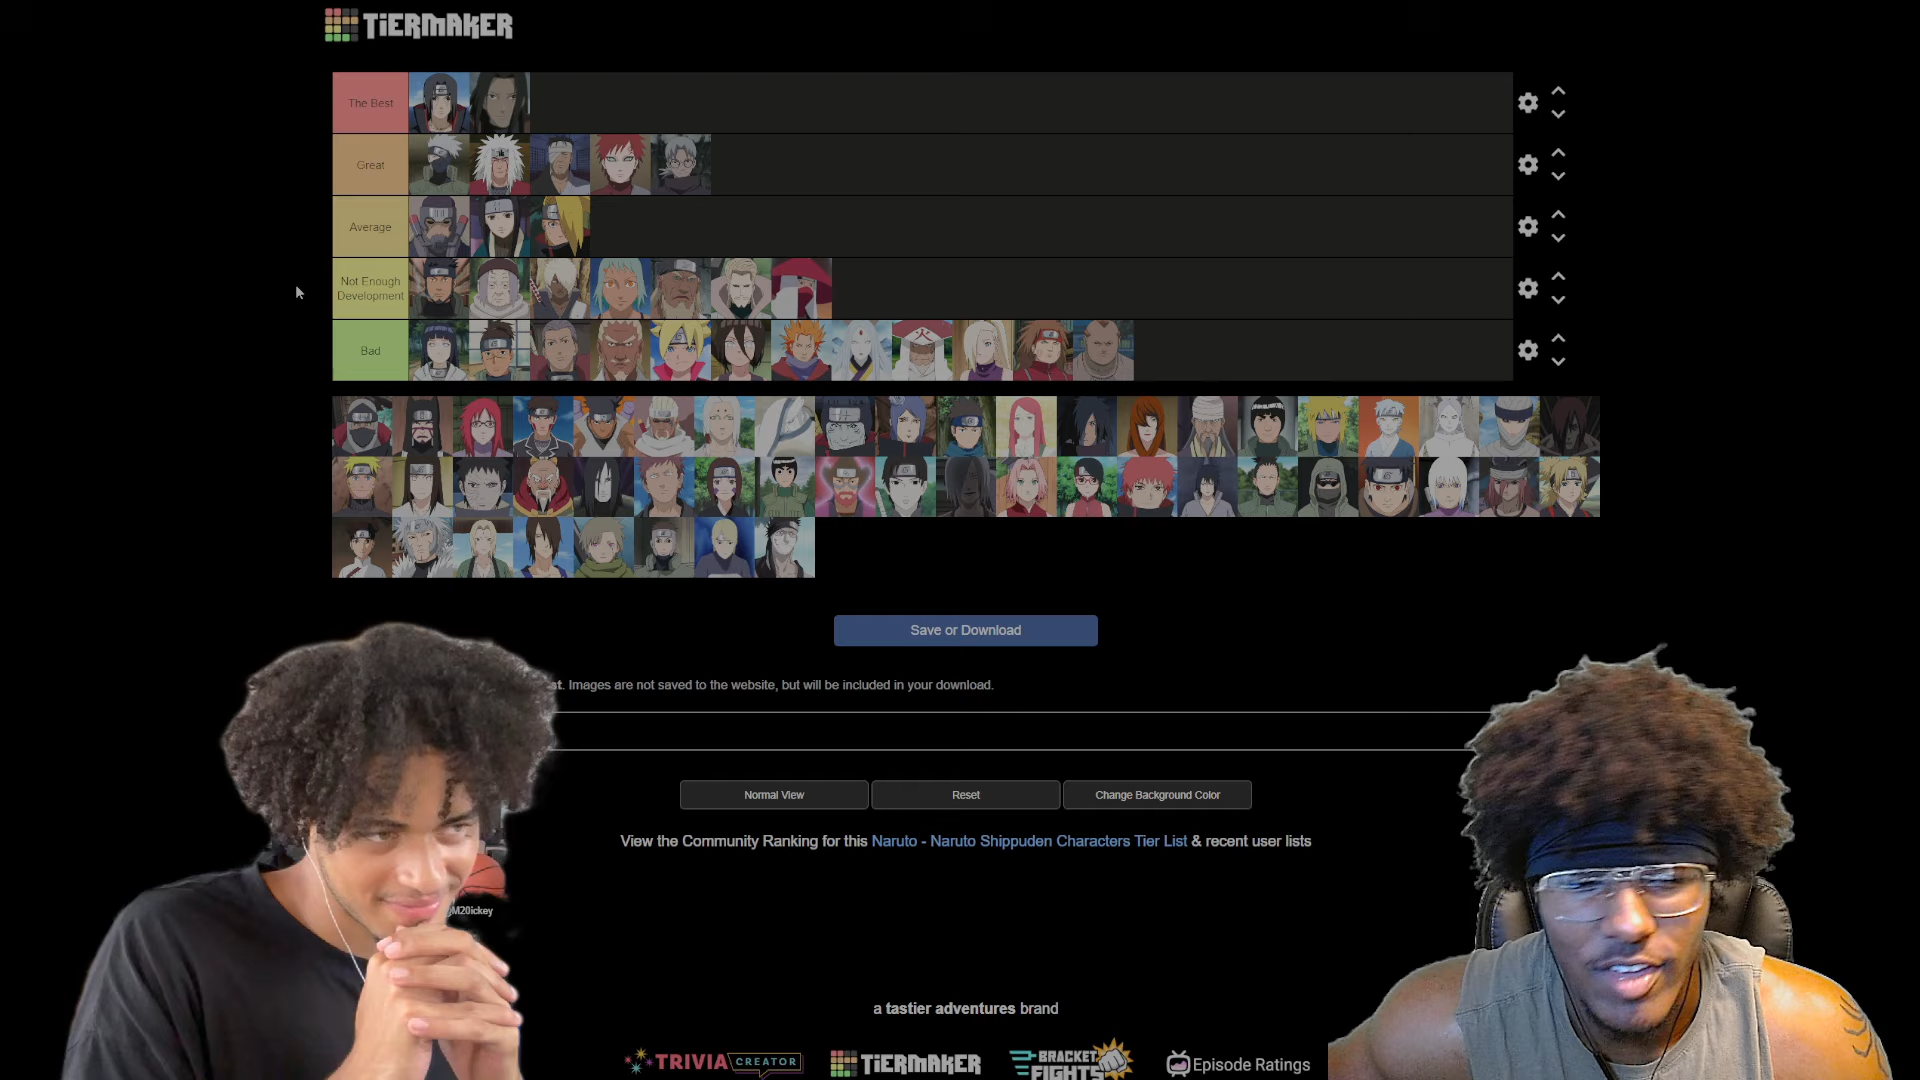 TiERMAKER
The Best
Great
Average
Not Enough
Development
Bad
Save or Download
st. Images are not saved to the website, but will be included in your download.
Normal View
Reset
Change Background Color
View the Community Ranking for this Naruto - Naruto Shippuden Characters Tier List & recent user lists
@M20ickey
a tastier adventures brand
TRIVIA CREATOR
TiERMAKER
BRACKET
FIGHTS
Episode Ratings